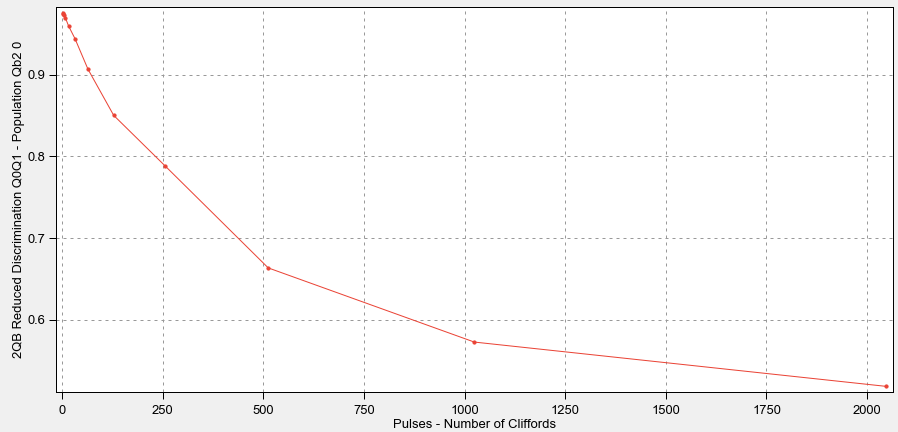 2QB Reduced Discrimination Q0Q1 - Population Qb2 0
0.9
0.8
0.7
0.6
0 250 500 750 1000 1250 1500 1750 2000
Pulses - Number of Cliffords